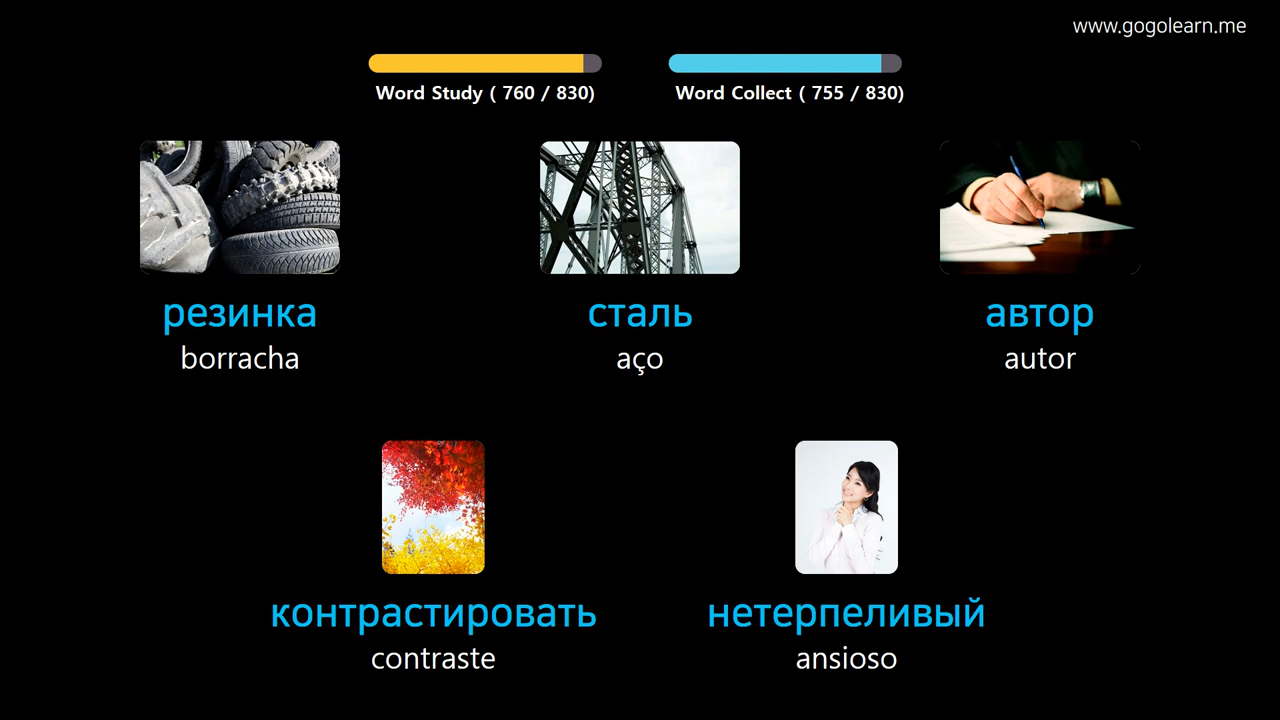 www.gogolearn.me
Word Study ( 760 / 830)
Word Collect ( 755 / 830)
резинка
borracha
сталь
aço
автор
autor
контрастировать
contraste
нетерпеливый
ansioso